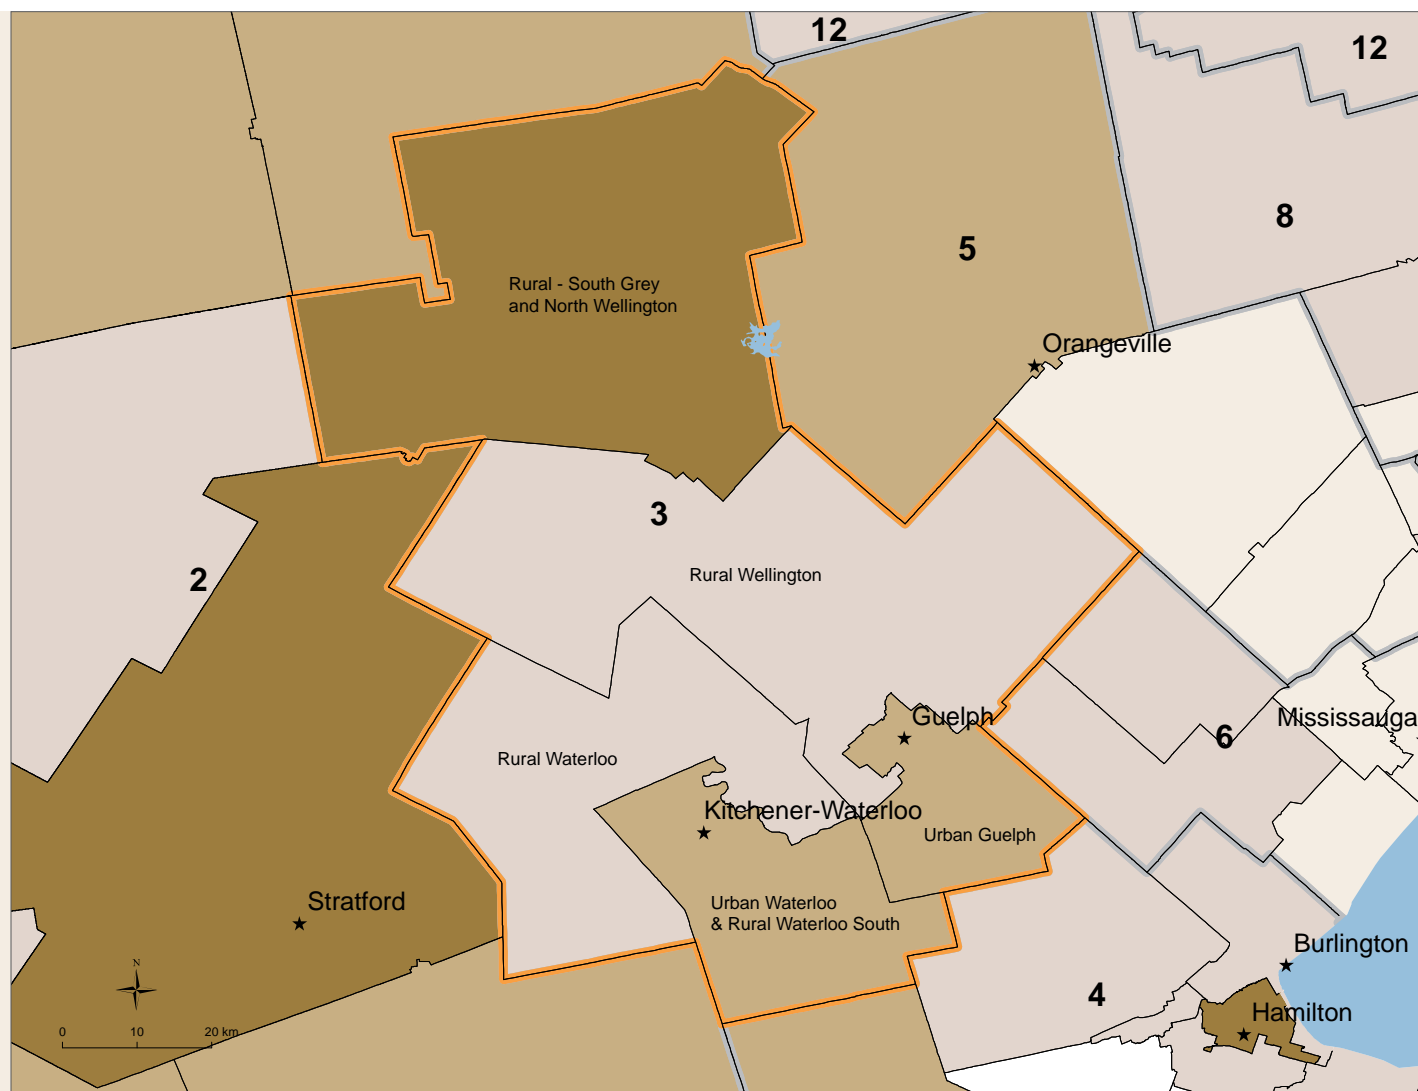 12
12
8
5
Rural - South Grey
and North Wellington
Orangeville
3
Rural Wellington
2
Guelph
Mississauga
6
Rural Waterloo
Kitchener-Waterloo
Urban Guelph
Stratford
Urban Waterloo
& Rural Waterloo South
Burlington
N
4
Hamilton
0 10 20 km